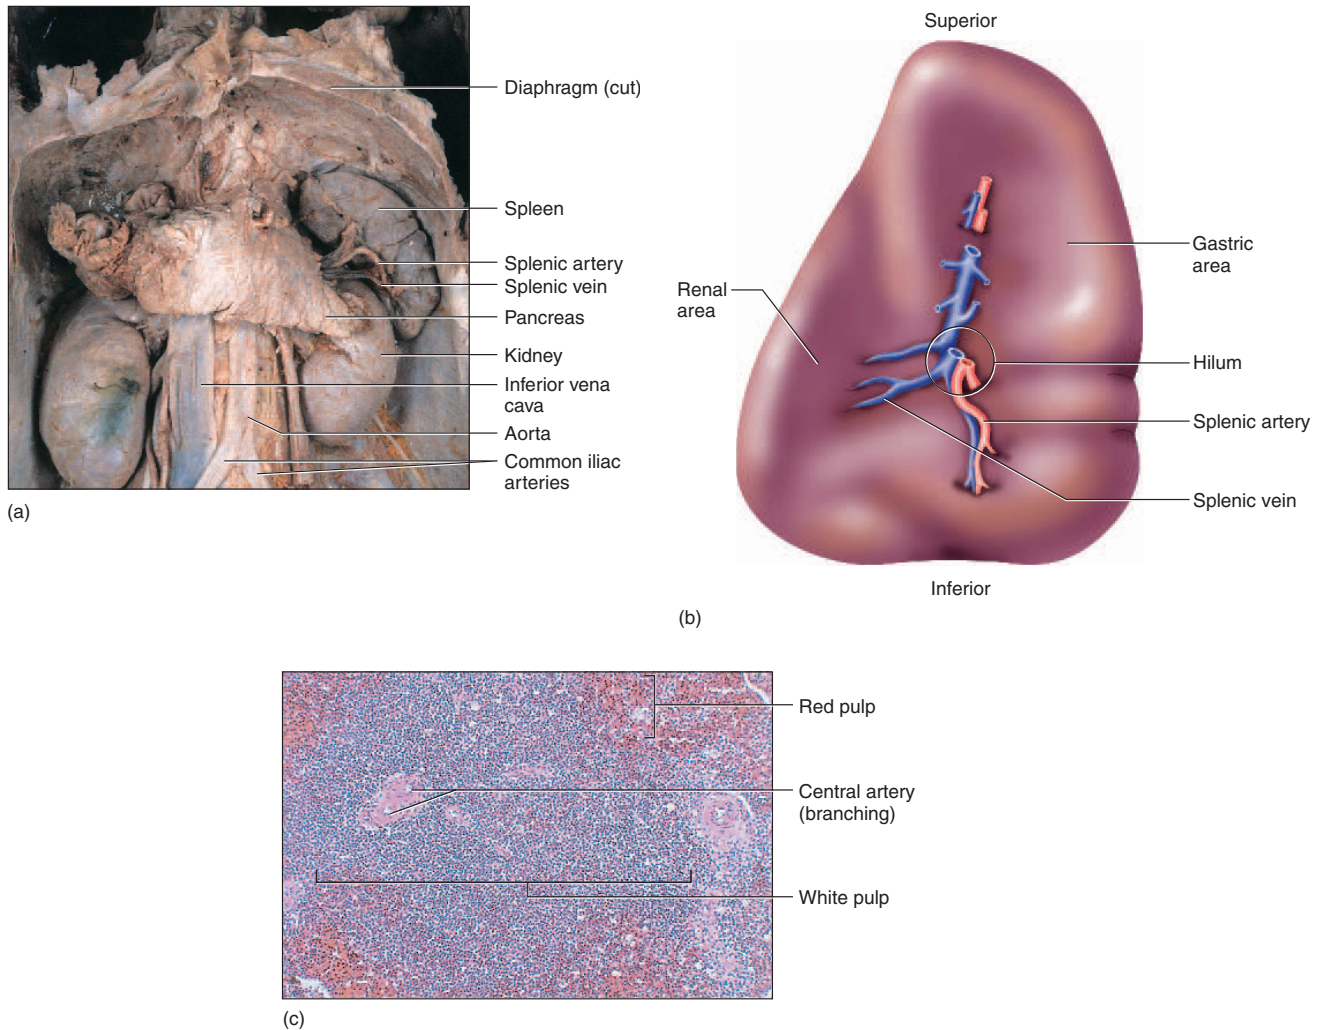 Diaphragm (cut)
Spleen
Splenic artery
Splenic vein
Pancreas
Kidney
Inferior vena
cava
Aorta
Common iliac
arteries
(a)
Superior
Renal
area
Gastric
area
Hilum
Splenic artery
Splenic vein
Inferior
(b)
Red pulp
Central artery
(branching)
White pulp
(c)